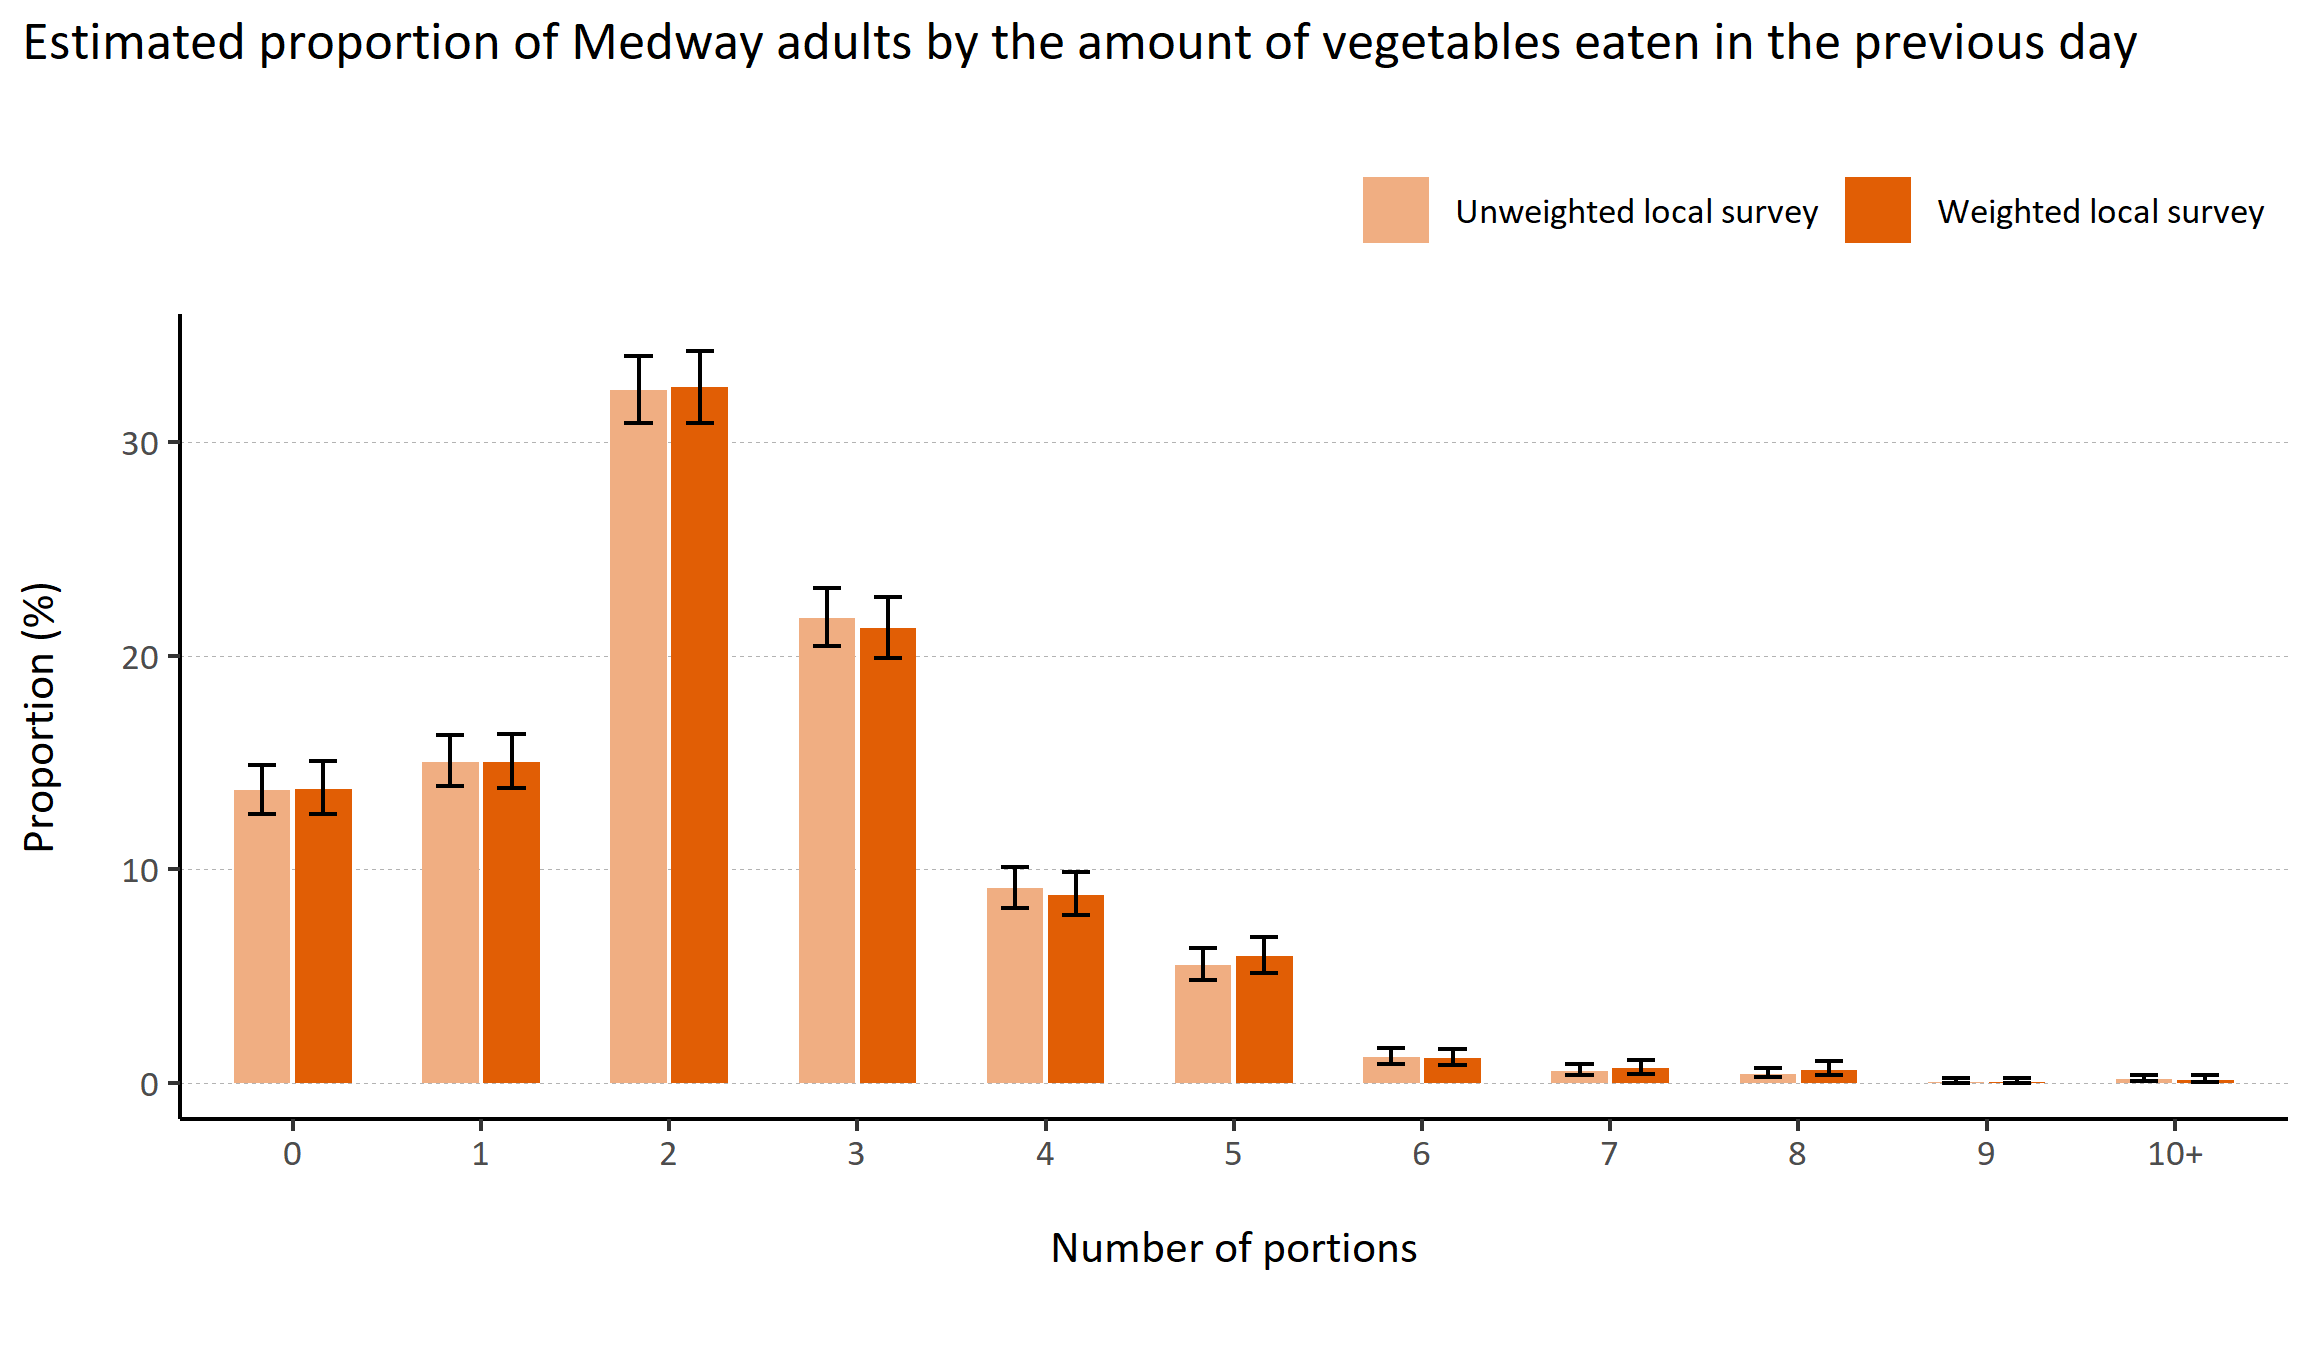 Estimated proportion of Medway adults by the amount of vegetables eaten in the previous day
Unweighted local survey
Weighted local survey
Proportion (%)
30
20
10
0
0 1 2 3 4 5 6 7 8 9 10+
Number of portions